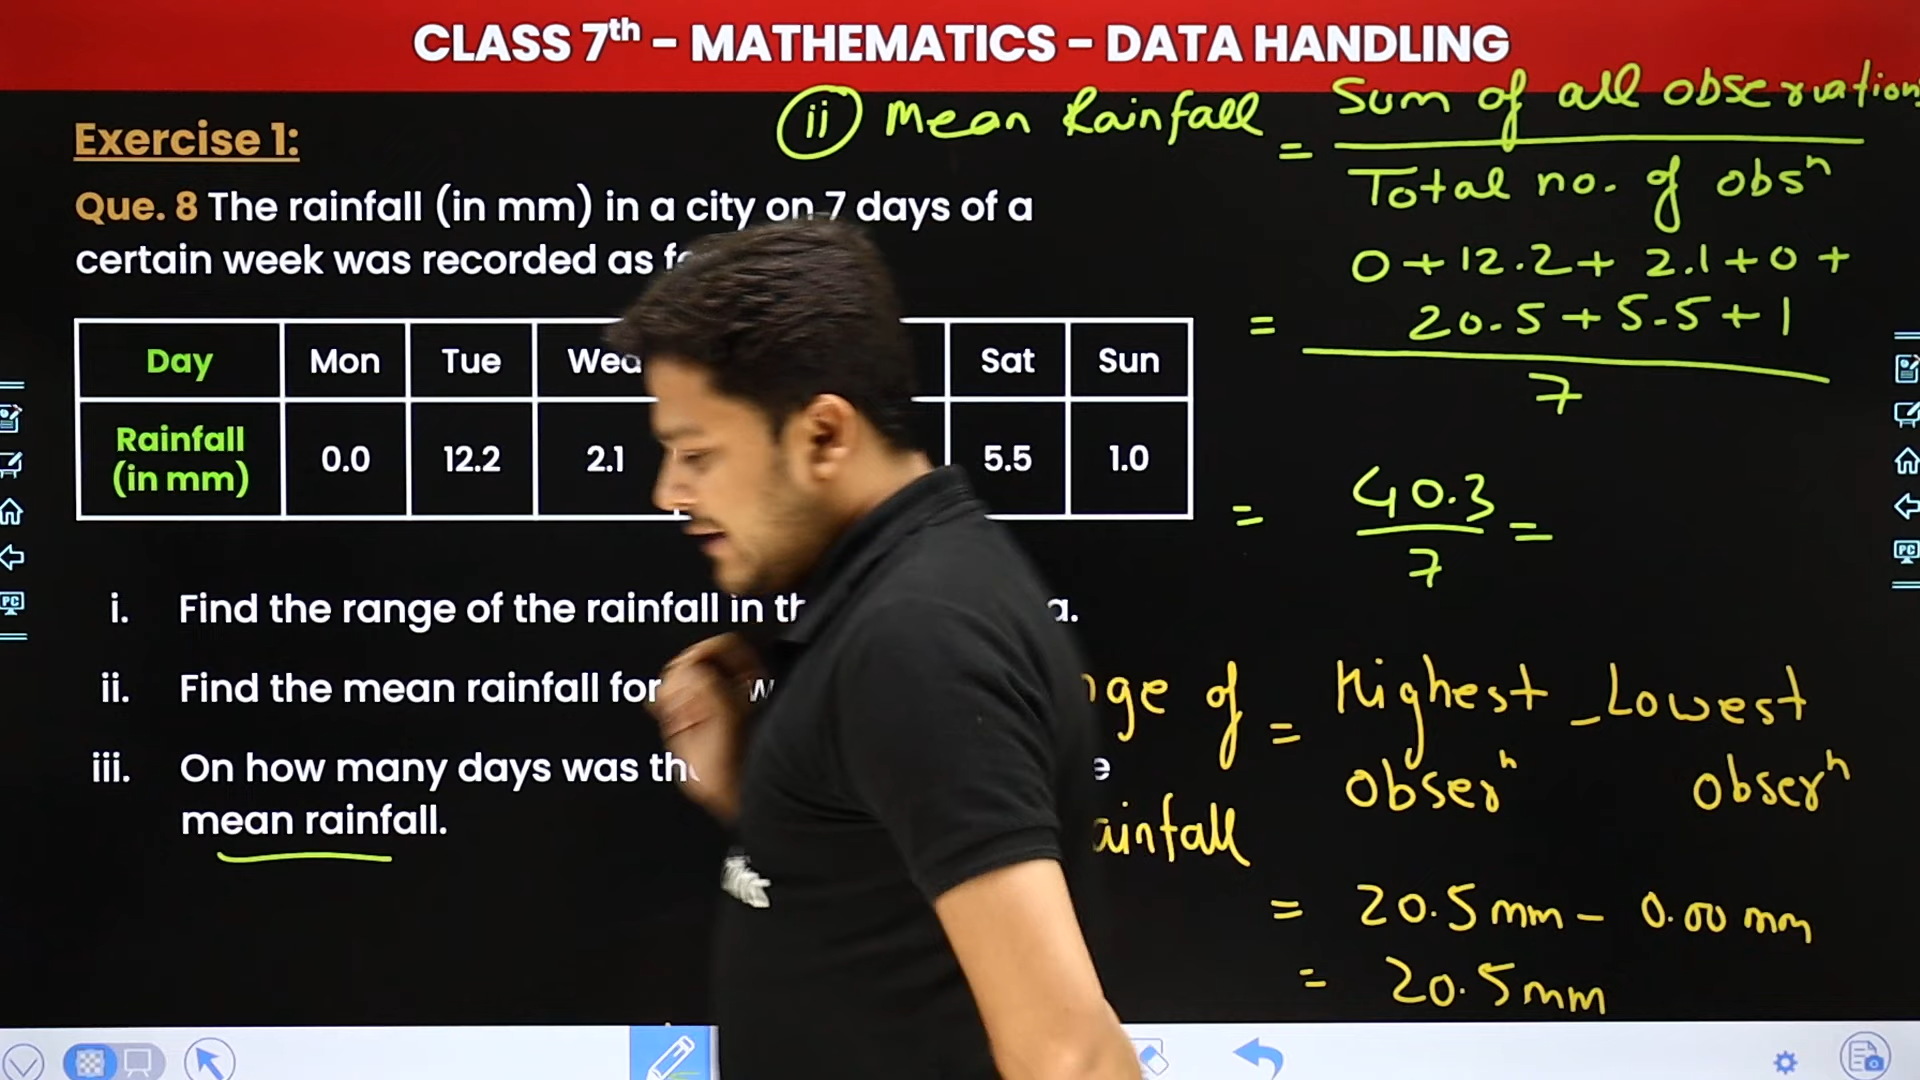 CLASS 7th - MATHEMATICS - DATA HANDLING
Exercise 1:
Que. 8 The rainfall (in mm) in a city on 7 days of a
certain week was recorded as
Day Mon Tue Wed Sat Sun
Rainfall
(in mm) 0.0 12.2 2.1 5.5 1.0
i. Find the range of the rainfall in
ii. Find the mean rainfall for
iii. On how many days was
mean rainfall.
ii Mean Rainfall = Sum of all observations
Total no. of obsⁿ
= 0 + 12.2 + 2.1 + 0 +
20.5 + 5.5 + 1
7
= 40.3
7 =
of = Highest - Lowest
obserⁿ obserⁿ
= 20.5 mm - 0.00 mm
= 20.5 mm
PC
PC